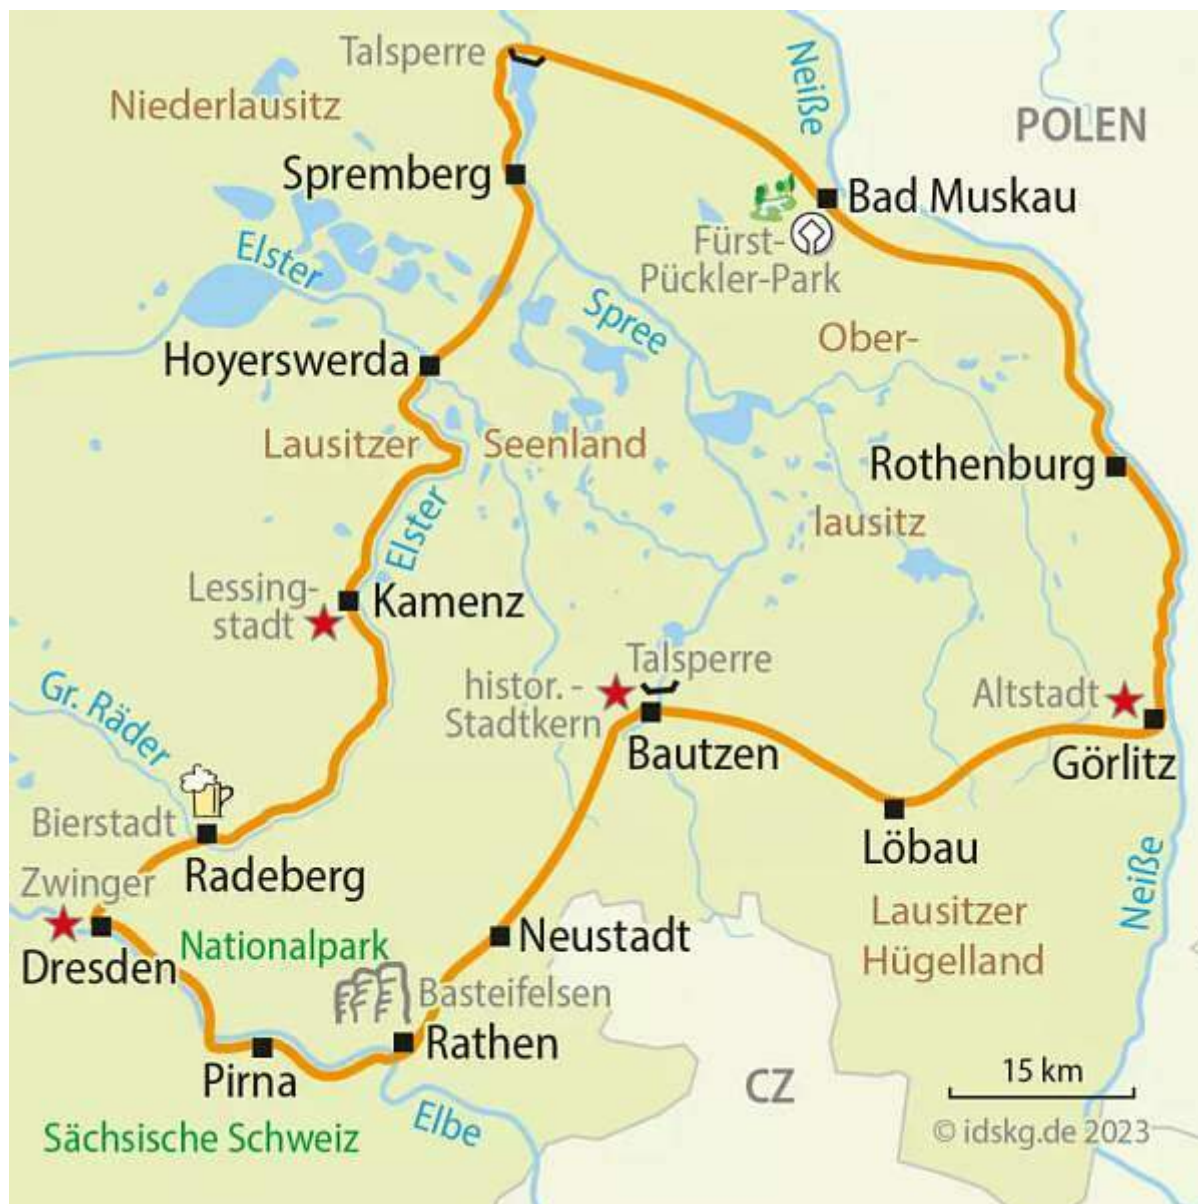 Talsperre
Neiße
Niederlausitz
POLEN
Spremberg
Bad Muskau
Fürst-
Pückler-Park
Elster
Spree
Ober-
Hoyerswerda
Lausitzer Seenland
Rothenburg
lausitz
Elster
Lessing-
stadt
Kamenz
Talsperre
histor.-
Stadtkern
Altstadt
Gr. Räder
Bautzen
Görlitz
Bierstadt
Radeberg
Löbau
Neiße
Zwinger
Lausitzer
Hügelland
Neustadt
Nationalpark
Dresden
Basteifelsen
Rathen
Pirna
15 km
CZ
Elbe
Sächsische Schweiz
© idskg.de 2023